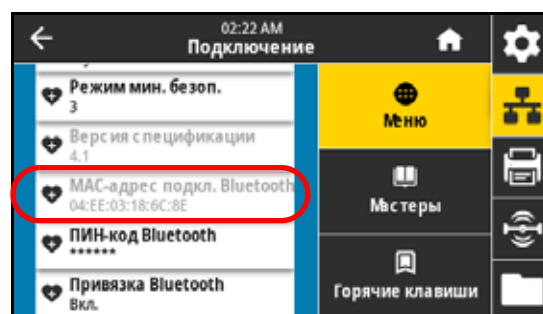 02:22 AM
Подключение
Режим мин. безоп.
3
Версия спецификации
4.1
MAC-адрес подкл. Bluetooth
04:EE:03:18:6C:8E
ПИН-код Bluetooth
******
Привязка Bluetooth
Вкл.
Меню
Мастеры
Горячие клавиши